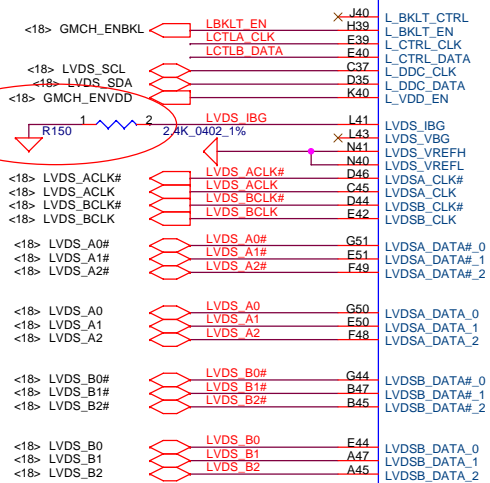 J40 L_BKLT_CTRL
<18> GMCH_ENBKL LBKLT_EN H39 L_BKLT_EN
LCTLA_CLK E39 L_CTRL_CLK
LCTLB_DATA E40 L_CTRL_DATA
<18> LVDS_SCL C37 L_DDC_CLK
<18> LVDS_SDA D35 L_DDC_DATA
<18> GMCH_ENVDD K40 L_VDD_EN
1 2 LVDS_IBG L41 LVDS_IBG
R150 2.4K_0402_1% L43 LVDS_VBG
N41 LVDS_VREFH
N40 LVDS_VREFL
<18> LVDS_ACLK# LVDS_ACLK# D46 LVDSA_CLK#
<18> LVDS_ACLK LVDS_ACLK C45 LVDSA_CLK
<18> LVDS_BCLK# LVDS_BCLK# D44 LVDSB_CLK#
<18> LVDS_BCLK LVDS_BCLK E42 LVDSB_CLK
<18> LVDS_A0# LVDS_A0# G51 LVDSA_DATA#_0
<18> LVDS_A1# LVDS_A1# E51 LVDSA_DATA#_1
<18> LVDS_A2# LVDS_A2# F49 LVDSA_DATA#_2
<18> LVDS_A0 LVDS_A0 G50 LVDSA_DATA_0
<18> LVDS_A1 LVDS_A1 E50 LVDSA_DATA_1
<18> LVDS_A2 LVDS_A2 F48 LVDSA_DATA_2
<18> LVDS_B0# LVDS_B0# G44 LVDSB_DATA#_0
<18> LVDS_B1# LVDS_B1# B47 LVDSB_DATA#_1
<18> LVDS_B2# LVDS_B2# B45 LVDSB_DATA#_2
<18> LVDS_B0 LVDS_B0 E44 LVDSB_DATA_0
<18> LVDS_B1 LVDS_B1 A47 LVDSB_DATA_1
<18> LVDS_B2 LVDS_B2 A45 LVDSB_DATA_2